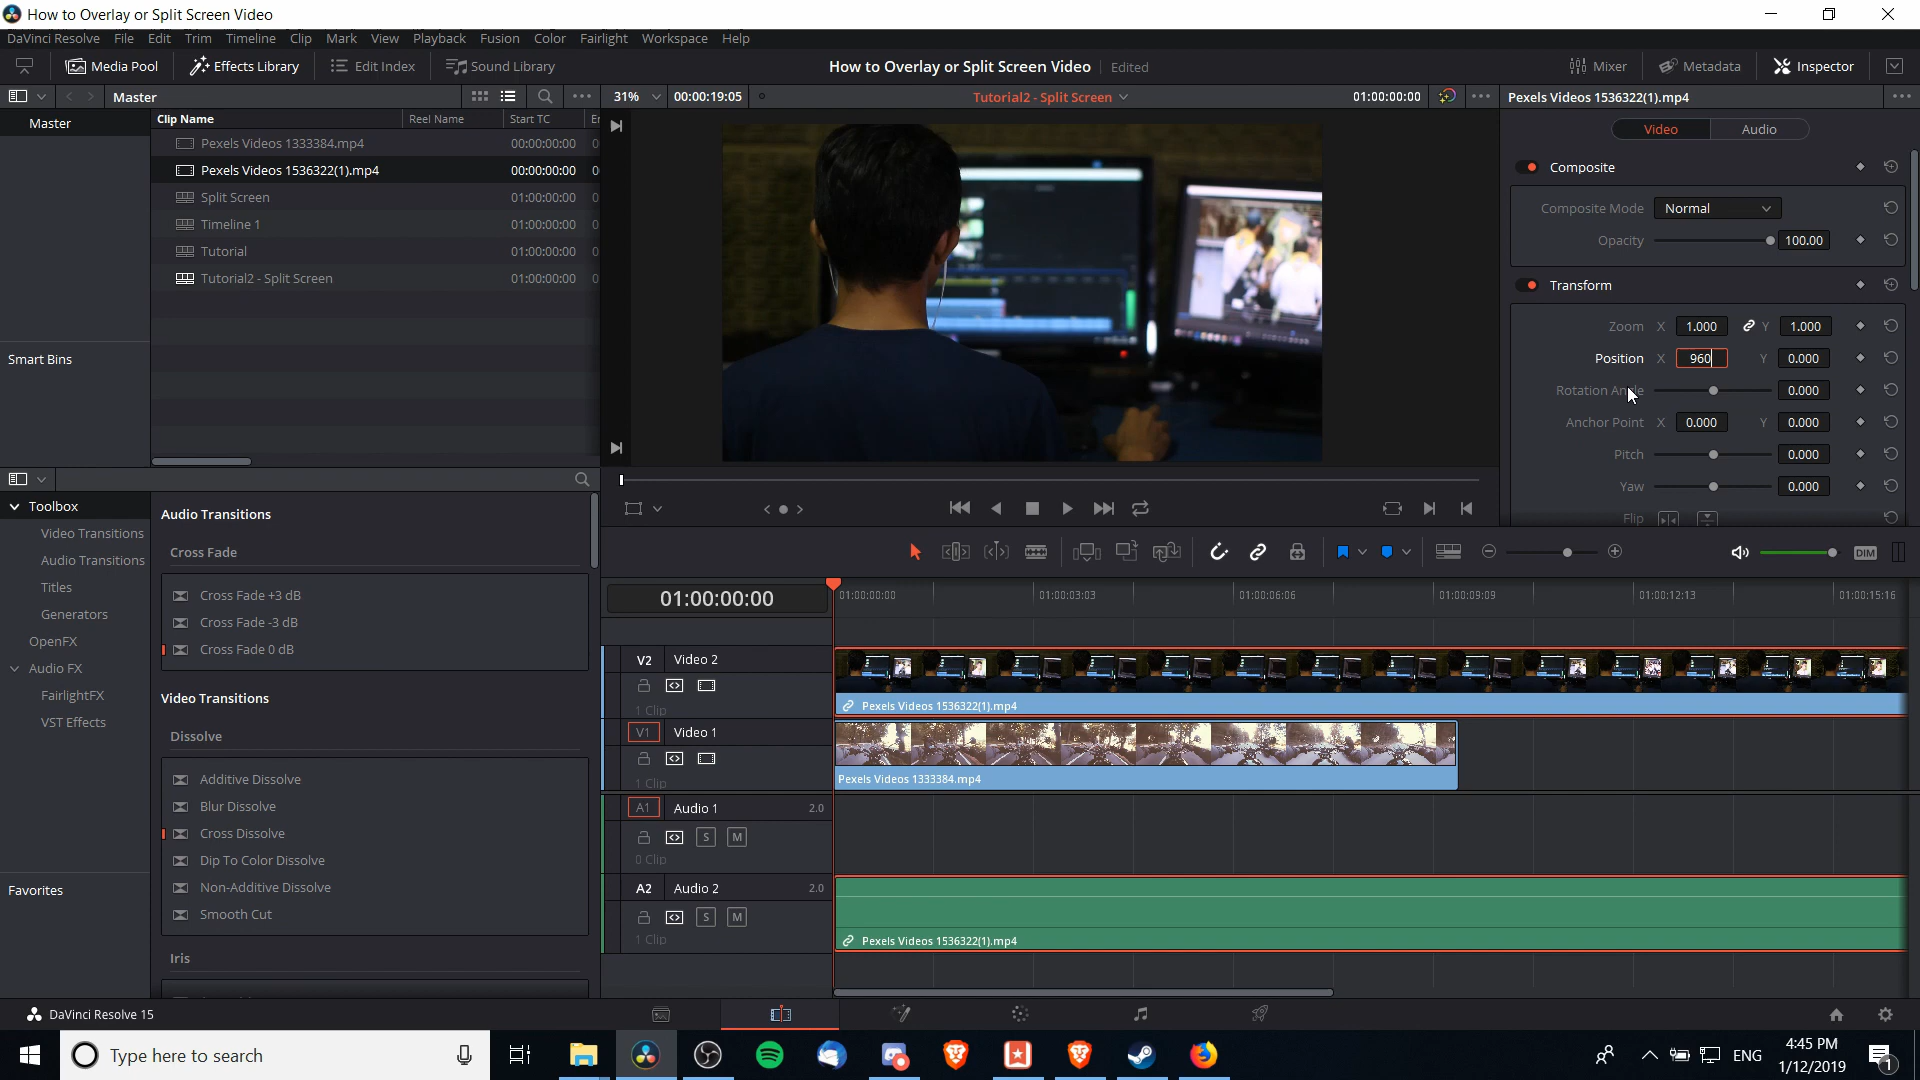 How to Overlay or Split Screen Video
DaVinci Resolve File Edit Trim Timeline Clip Mark View Playback Fusion Color Fairlight Workspace Help
Media Pool Effects Library Edit Index Sound Library How to Overlay or Split Screen Video Edited Mixer Metadata Inspector
Master 31% 00:00:19:05 Tutorial2 - Split Screen 01:00:00:00 Pexels Videos 1536322(1).mp4
Master
Clip Name Reel Name Start TC
Pexels Videos 1333384.mp4 00:00:00:00 0
Pexels Videos 1536322(1).mp4 00:00:00:00 0
Split Screen 01:00:00:00 0
Timeline 1 01:00:00:00 0
Tutorial 01:00:00:00 0
Tutorial2 - Split Screen 01:00:00:00 0
Smart Bins
Video Audio
Composite
Composite Mode Normal
Opacity 100.00
Transform
Zoom X 1.000 Y 1.000
Position X 960 Y 0.000
Rotation Angle 0.000
Anchor Point X 0.000 Y 0.000
Pitch 0.000
Yaw 0.000
Flip
Toolbox
Video Transitions
Audio Transitions
Titles
Generators
OpenFX
Audio FX
FairlightFX
VST Effects
Favorites
Audio Transitions
Cross Fade
Cross Fade +3 dB
Cross Fade -3 dB
Cross Fade 0 dB
Video Transitions
Dissolve
Additive Dissolve
Blur Dissolve
Cross Dissolve
Dip To Color Dissolve
Non-Additive Dissolve
Smooth Cut
Iris
DIM
01:00:00:00 01:00:00:00 01:00:03:03 01:00:06:06 01:00:09:09 01:00:12:13 01:00:15:16
V2 Video 2
1 Clip
Pexels Videos 1536322(1).mp4
V1 Video 1
1 Clip
Pexels Videos 1333384.mp4
A1 Audio 1 2.0
S M
0 Clip
A2 Audio 2 2.0
S M
1 Clip
Pexels Videos 1536322(1).mp4
DaVinci Resolve 15
Type here to search
ENG
4:45 PM
1/12/2019
1